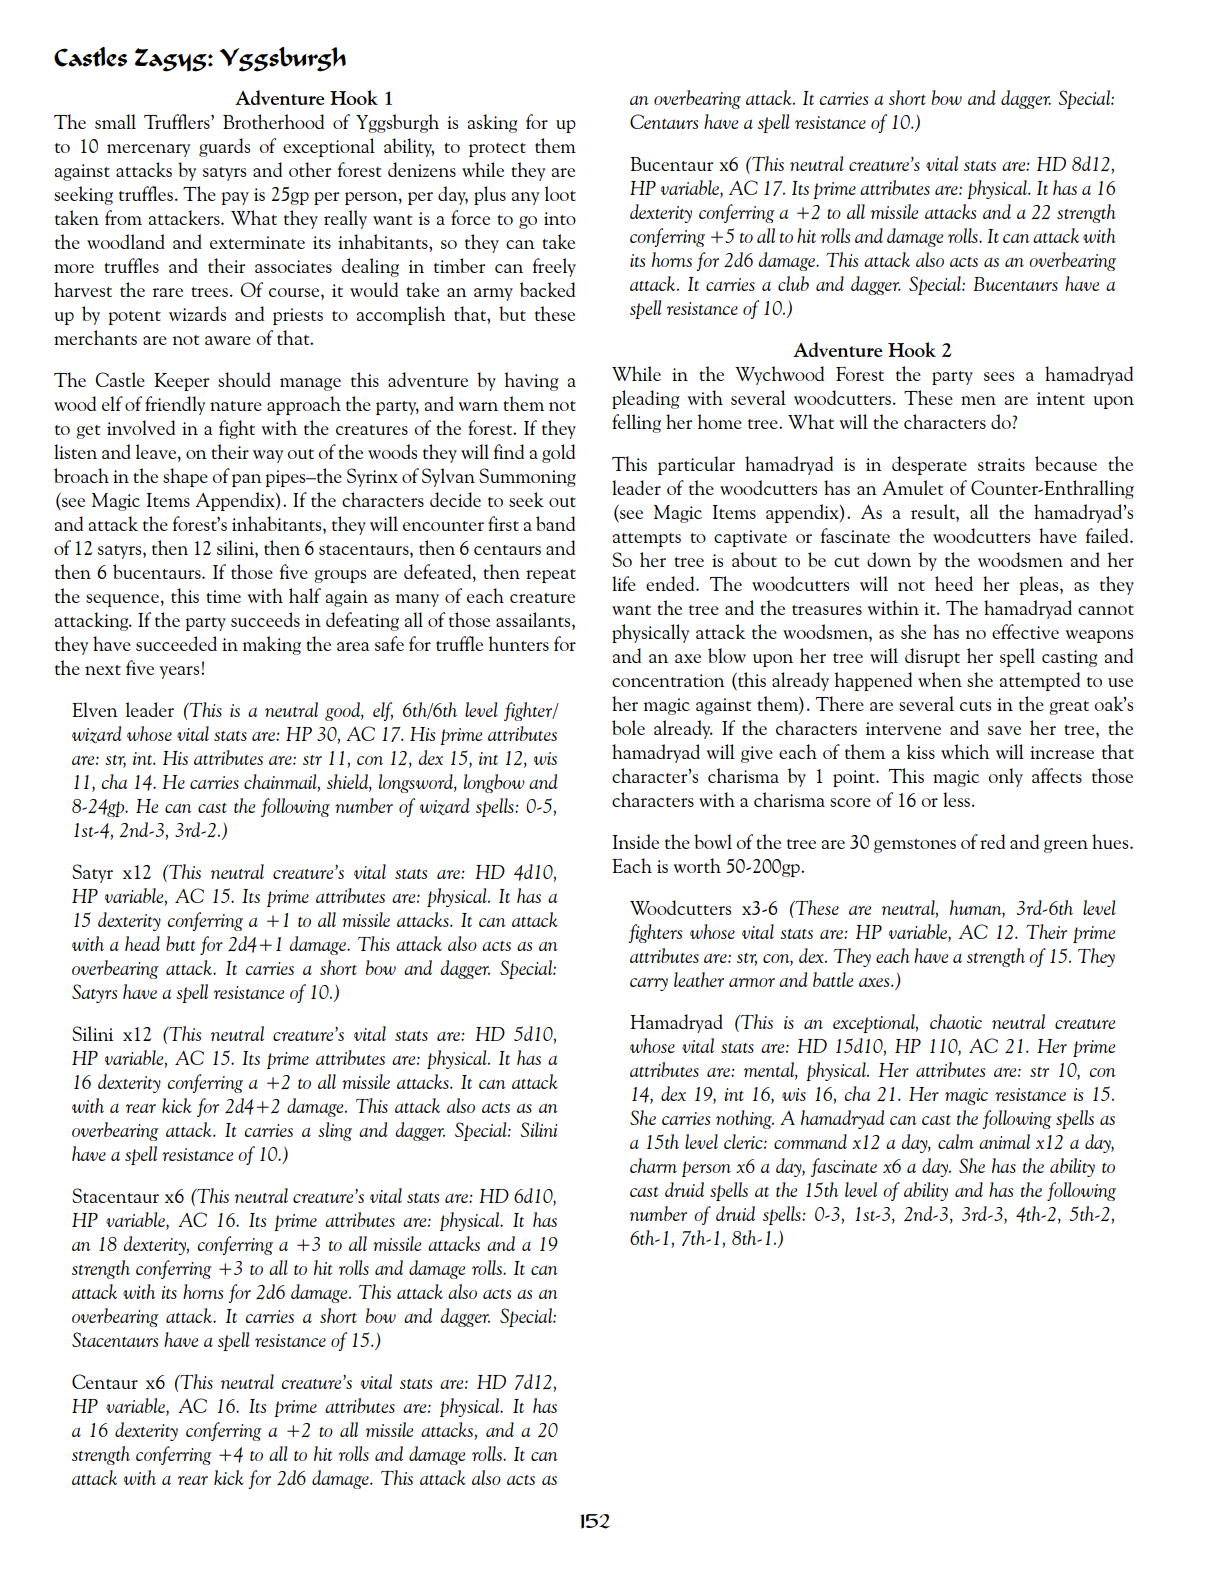 Castles Zagyg: Yggsburgh
Adventure Hook 1
The small Trufflers' Brotherhood of Yggsburgh is asking for up
to 10 mercenary guards of exceptional ability, to protect them
against attacks by satyrs and other forest denizens while they are
seeking truffles. The pay is 25gp per person, per day, plus any loot
taken from attackers. What they really want is a force to go into
the woodland and exterminate its inhabitants, so they can take
more truffles and their associates dealing in timber can freely
harvest the rare trees. Of course, it would take an army backed
up by potent wizards and priests to accomplish that, but these
merchants are not aware of that.
The Castle Keeper should manage this adventure by having a
wood elf of friendly nature approach the party, and warn them not
to get involved in a fight with the creatures of the forest. If they
listen and leave, on their way out of the woods they will find a gold
broach in the shape of pan pipes–the Syrinx of Sylvan Summoning
(see Magic Items Appendix). If the characters decide to seek out
and attack the forest's inhabitants, they will encounter first a band
of 12 satyrs, then 12 silini, then 6 stacentaurs, then 6 centaurs and
then 6 bucentaurs. If those five groups are defeated, then repeat
the sequence, this time with half again as many of each creature
attacking. If the party succeeds in defeating all of those assailants,
they have succeeded in making the area safe for truffle hunters for
the next five years!
Elven leader (This is a neutral good, elf, 6th/6th level fighter/
wizard whose vital stats are: HP 30, AC 17. His prime attributes
are: str, int. His attributes are: str 11, con 12, dex 15, int 12, wis
11, cha 14. He carries chainmail, shield, longsword, longbow and
8-24gp. He can cast the following number of wizard spells: 0-5,
1st-4, 2nd-3, 3rd-2.)
Satyr x12 (This neutral creature's vital stats are: HD 4d10,
HP variable, AC 15. Its prime attributes are: physical. It has a
15 dexterity conferring a +1 to all missile attacks. It can attack
with a head butt for 2d4+1 damage. This attack also acts as an
overbearing attack. It carries a short bow and dagger. Special:
Satyrs have a spell resistance of 10.)
Silini x12 (This neutral creature's vital stats are: HD 5d10,
HP variable, AC 15. Its prime attributes are: physical. It has a
16 dexterity conferring a +2 to all missile attacks. It can attack
with a rear kick for 2d4+2 damage. This attack also acts as an
overbearing attack. It carries a sling and dagger. Special: Silini
have a spell resistance of 10.)
Stacentaur x6 (This neutral creature's vital stats are: HD 6d10,
HP variable, AC 16. Its prime attributes are: physical. It has
an 18 dexterity, conferring a +3 to all missile attacks and a 19
strength conferring +3 to all to hit rolls and damage rolls. It can
attack with its horns for 2d6 damage. This attack also acts as an
overbearing attack. It carries a short bow and dagger. Special:
Stacentaurs have a spell resistance of 15.)
Centaur x6 (This neutral creature's vital stats are: HD 7d12,
HP variable, AC 16. Its prime attributes are: physical. It has
a 16 dexterity conferring a +2 to all missile attacks, and a 20
strength conferring +4 to all to hit rolls and damage rolls. It can
attack with a rear kick for 2d6 damage. This attack also acts as
an overbearing attack. It carries a short bow and dagger. Special:
Centaurs have a spell resistance of 10.)
Bucentaur x6 (This neutral creature's vital stats are: HD 8d12,
HP variable, AC 17. Its prime attributes are: physical. It has a 16
dexterity conferring a +2 to all missile attacks and a 22 strength
conferring +5 to all to hit rolls and damage rolls. It can attack with
its horns for 2d6 damage. This attack also acts as an overbearing
attack. It carries a club and dagger. Special: Bucentaurs have a
spell resistance of 10.)
Adventure Hook 2
While in the Wychwood Forest the party sees a hamadryad
pleading with several woodcutters. These men are intent upon
felling her home tree. What will the characters do?
This particular hamadryad is in desperate straits because the
leader of the woodcutters has an Amulet of Counter-Enthralling
(see Magic Items appendix). As a result, all the hamadryad's
attempts to captivate or fascinate the woodcutters have failed.
So her tree is about to be cut down by the woodsmen and her
life ended. The woodcutters will not heed her pleas, as they
want the tree and the treasures within it. The hamadryad cannot
physically attack the woodsmen, as she has no effective weapons
and an axe blow upon her tree will disrupt her spell casting and
concentration (this already happened when she attempted to use
her magic against them). There are several cuts in the great oak's
bole already. If the characters intervene and save her tree, the
hamadryad will give each of them a kiss which will increase that
character's charisma by 1 point. This magic only affects those
characters with a charisma score of 16 or less.
Inside the bowl of the tree are 30 gemstones of red and green hues.
Each is worth 50-200gp.
Woodcutters x3-6 (These are neutral, human, 3rd-6th level
fighters whose vital stats are: HP variable, AC 12. Their prime
attributes are: str, con, dex. They each have a strength of 15. They
carry leather armor and battle axes.)
Hamadryad (This is an exceptional, chaotic neutral creature
whose vital stats are: HD 15d10, HP 110, AC 21. Her prime
attributes are: mental, physical. Her attributes are: str 10, con
14, dex 19, int 16, wis 16, cha 21. Her magic resistance is 15.
She carries nothing. A hamadryad can cast the following spells as
a 15th level cleric: command x12 a day, calm animal x12 a day,
charm person x6 a day, fascinate x6 a day. She has the ability to
cast druid spells at the 15th level of ability and has the following
number of druid spells: 0-3, 1st-3, 2nd-3, 3rd-3, 4th-2, 5th-2,
6th-1, 7th-1, 8th-1.)
152